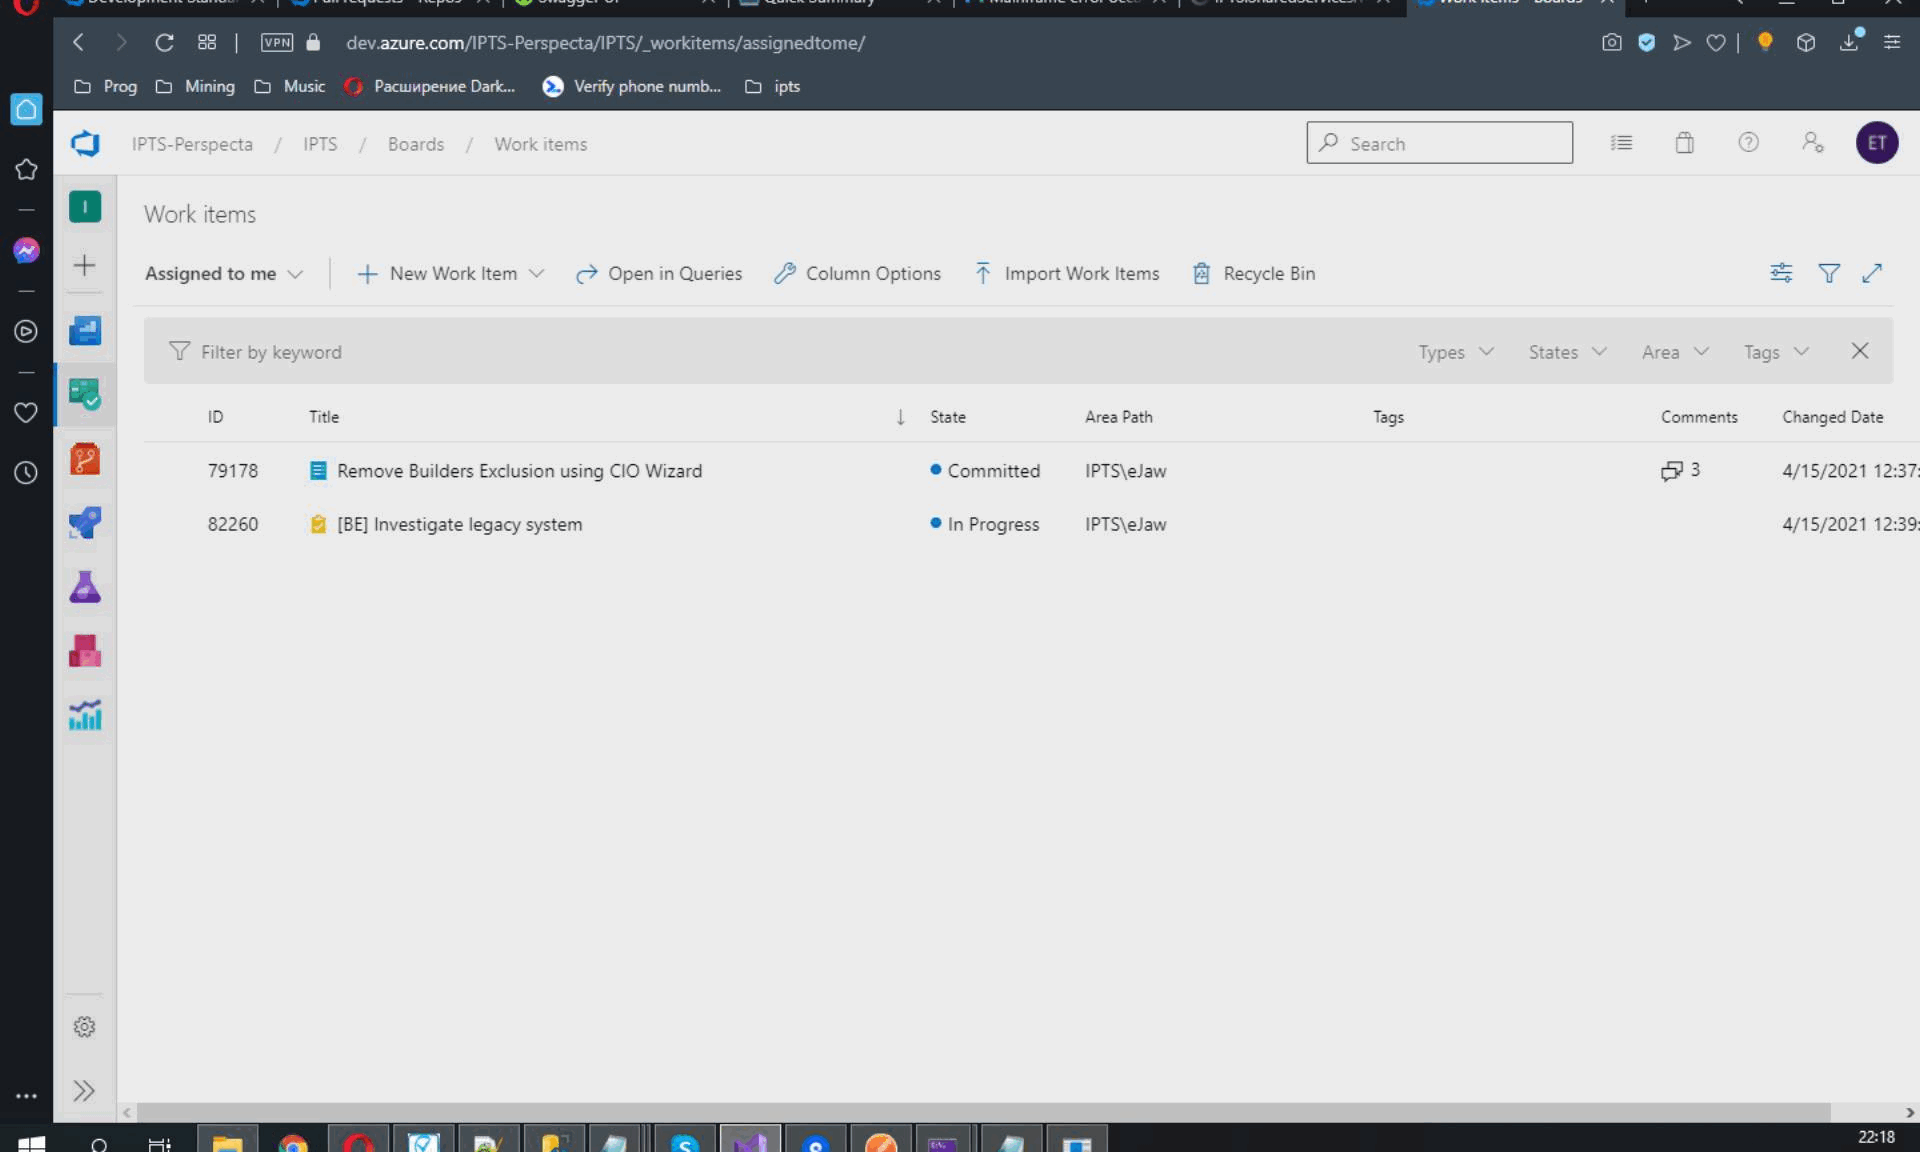 VPN dev.azure.com/IPTS-Perspecta/IPTS/_workitems/assignedtome/
Prog Mining Music Расширение Dark... Verify phone numb... ipts
IPTS-Perspecta / IPTS / Boards / Work items Search ET
I
Work items
Assigned to me New Work Item Open in Queries Column Options Import Work Items Recycle Bin
Filter by keyword Types States Area Tags
ID Title State Area Path Tags Comments Changed Date
79178 Remove Builders Exclusion using CIO Wizard Committed IPTS\eJaw 3 4/15/2021 12:37:
82260 [BE] Investigate legacy system In Progress IPTS\eJaw 4/15/2021 12:39:
22:18